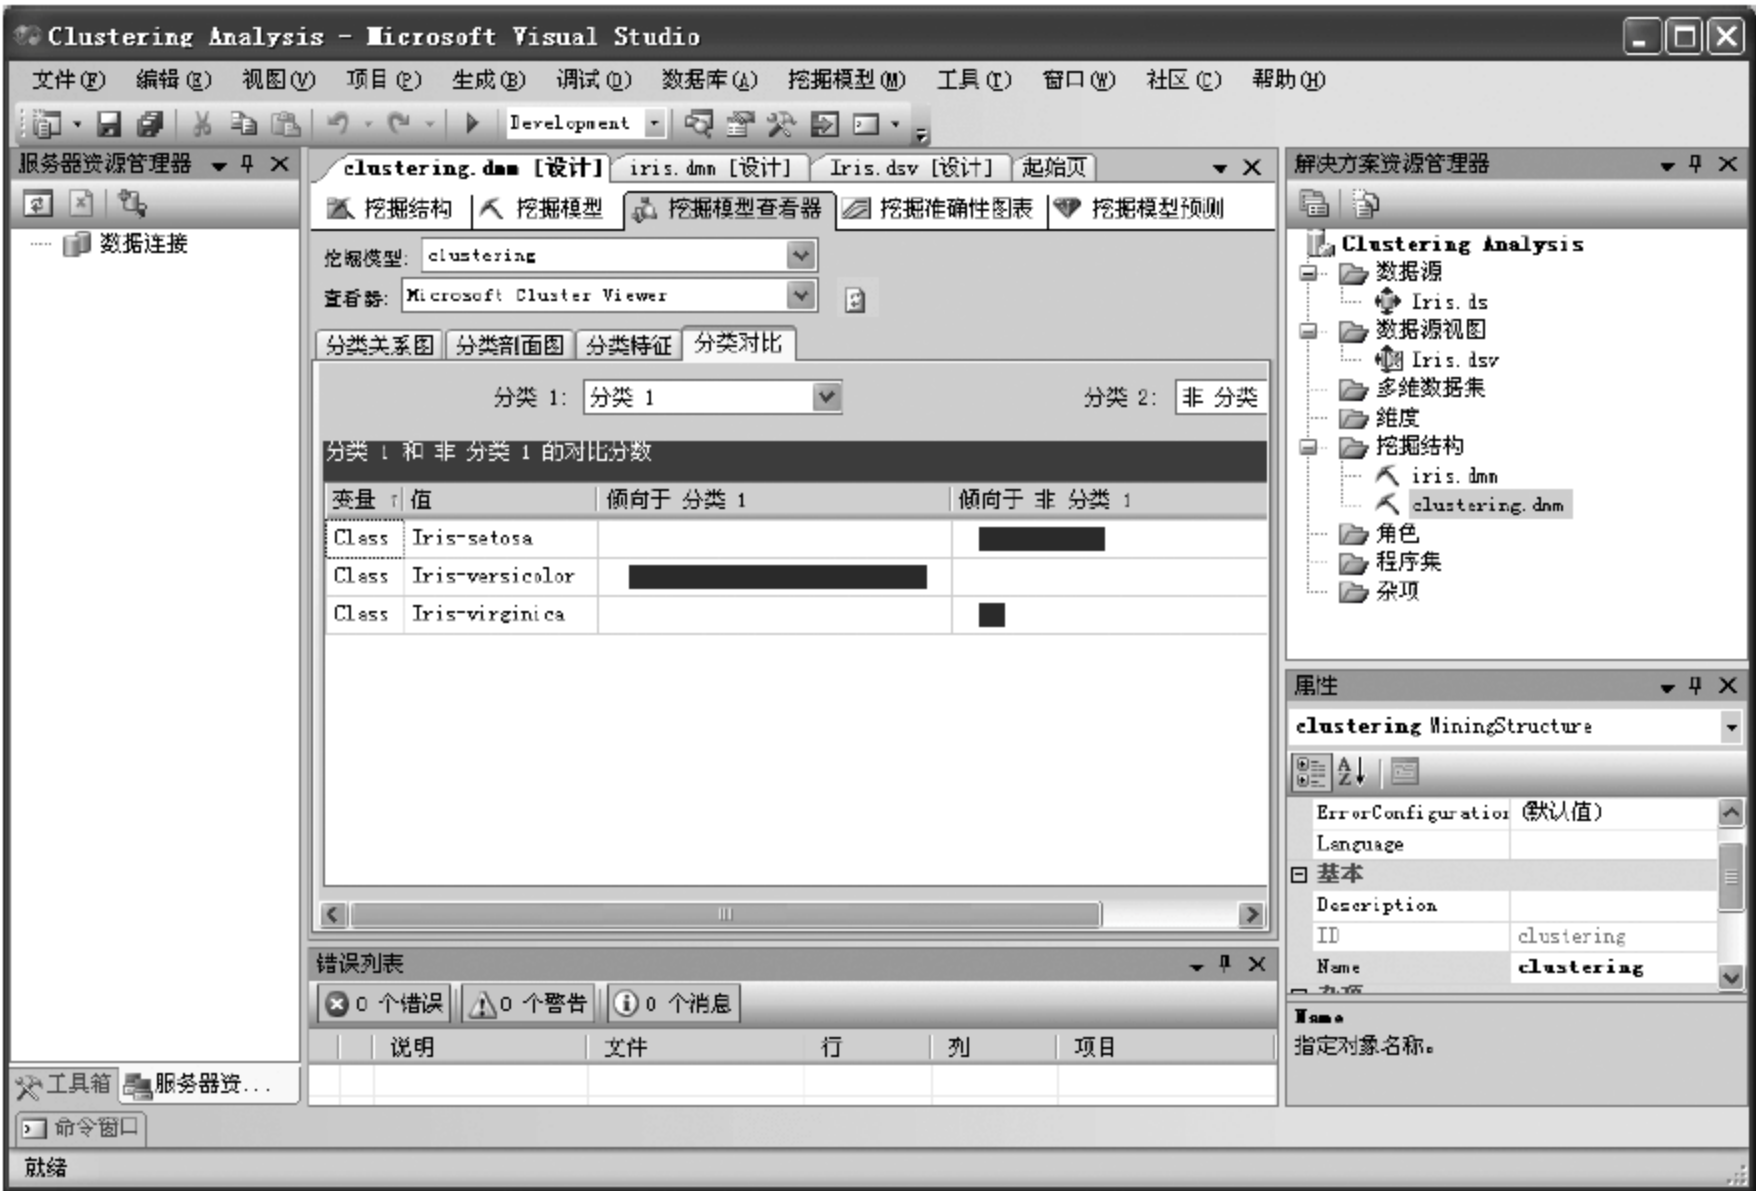 Clustering Analysis - Microsoft Visual Studio
文件(F) 编辑(E) 视图(V) 项目(P) 生成(B) 调试(D) 数据库(A) 挖掘模型(M) 工具(T) 窗口(W) 社区(C) 帮助(H)
Development
服务器资源管理器
数据连接
clustering.dmm [设计] iris.dmm [设计] Iris.dsv [设计] 起始页
挖掘结构 挖掘模型 挖掘模型查看器 挖掘准确性图表 挖掘模型预测
挖掘模型: clustering
查看器: Microsoft Cluster Viewer
分类关系图 分类剖面图 分类特征 分类对比
分类 1: 分类 1 分类 2: 非 分类
分类 1 和 非 分类 1 的对比分数
变量 值 倾向于 分类 1 倾向于 非 分类 1
Class Iris-setosa
Class Iris-versicolor
Class Iris-virginica
错误列表
0 个错误 0 个警告 0 个消息
说明 文件 行 列 项目
解决方案资源管理器
Clustering Analysis
数据源
Iris.ds
数据源视图
Iris.dsv
多维数据集
维度
挖掘结构
iris.dmm
clustering.dmm
角色
程序集
杂项
属性
clustering MiningStructure
ErrorConfiguration (默认值)
Language
基本
Description
ID clustering
Name clustering
杂项
Name
指定对象名称。
工具箱 服务器资...
命令窗口
就绪